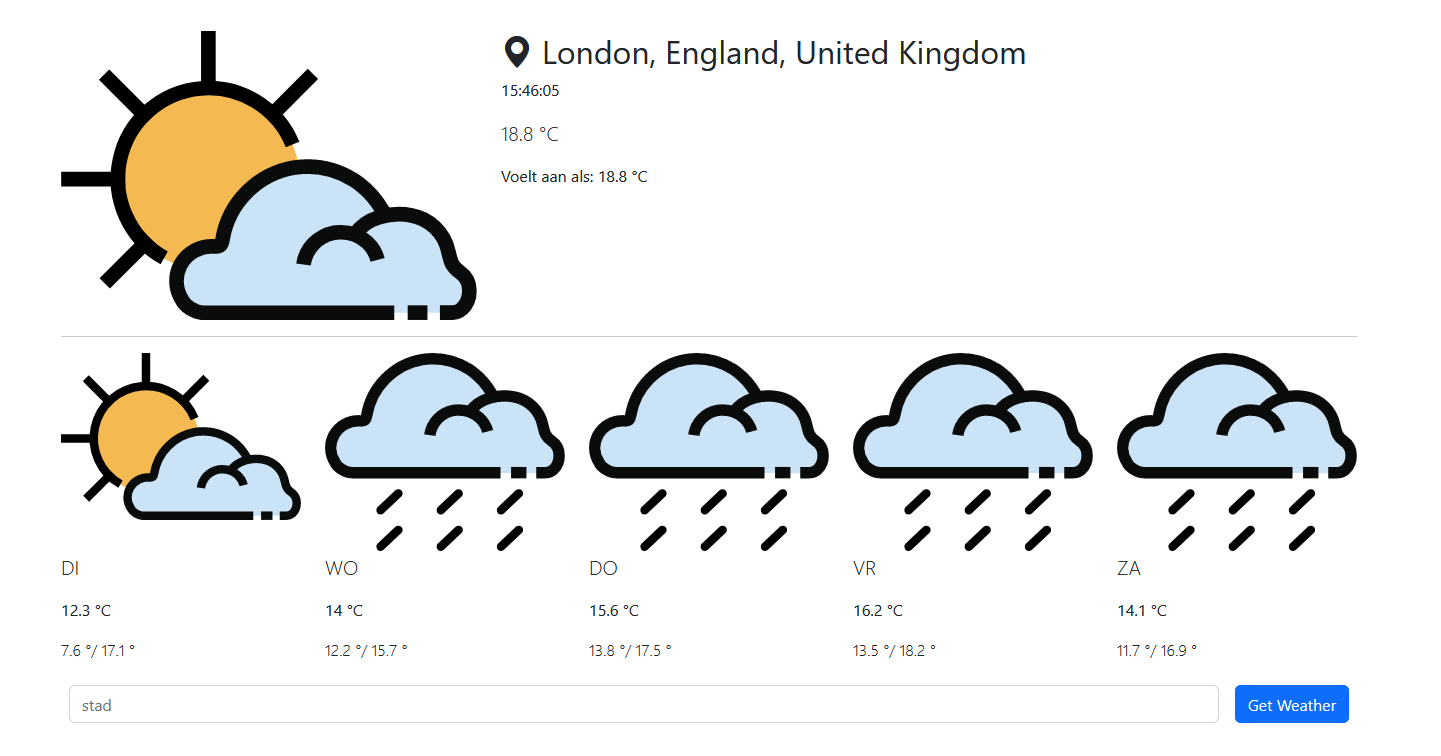 London, England, United Kingdom
15:46:05
18.8 °C
Voelt aan als: 18.8 °C
DI
12.3 °C
7.6 °/ 17.1 °
WO
14 °C
12.2 °/ 15.7 °
DO
15.6 °C
13.8 °/ 17.5 °
VR
16.2 °C
13.5 °/ 18.2 °
ZA
14.1 °C
11.7 °/ 16.9 °
stad
Get Weather